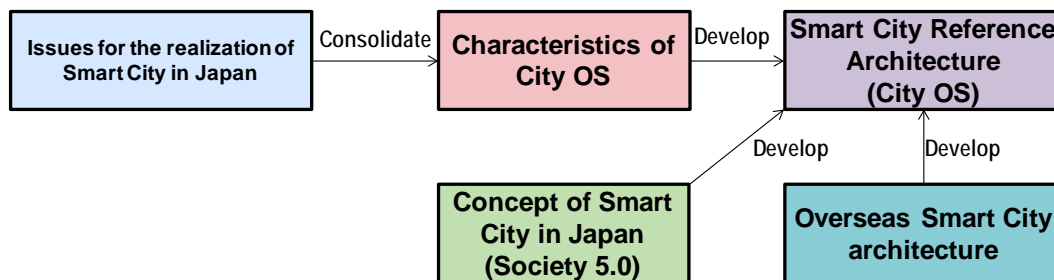 Issues for the realization of
Smart City in Japan
Consolidate
Characteristics of
City OS
Develop
Smart City Reference
Architecture
(City OS)
Develop
Develop
Concept of Smart
City in Japan
(Society 5.0)
Overseas Smart City
architecture